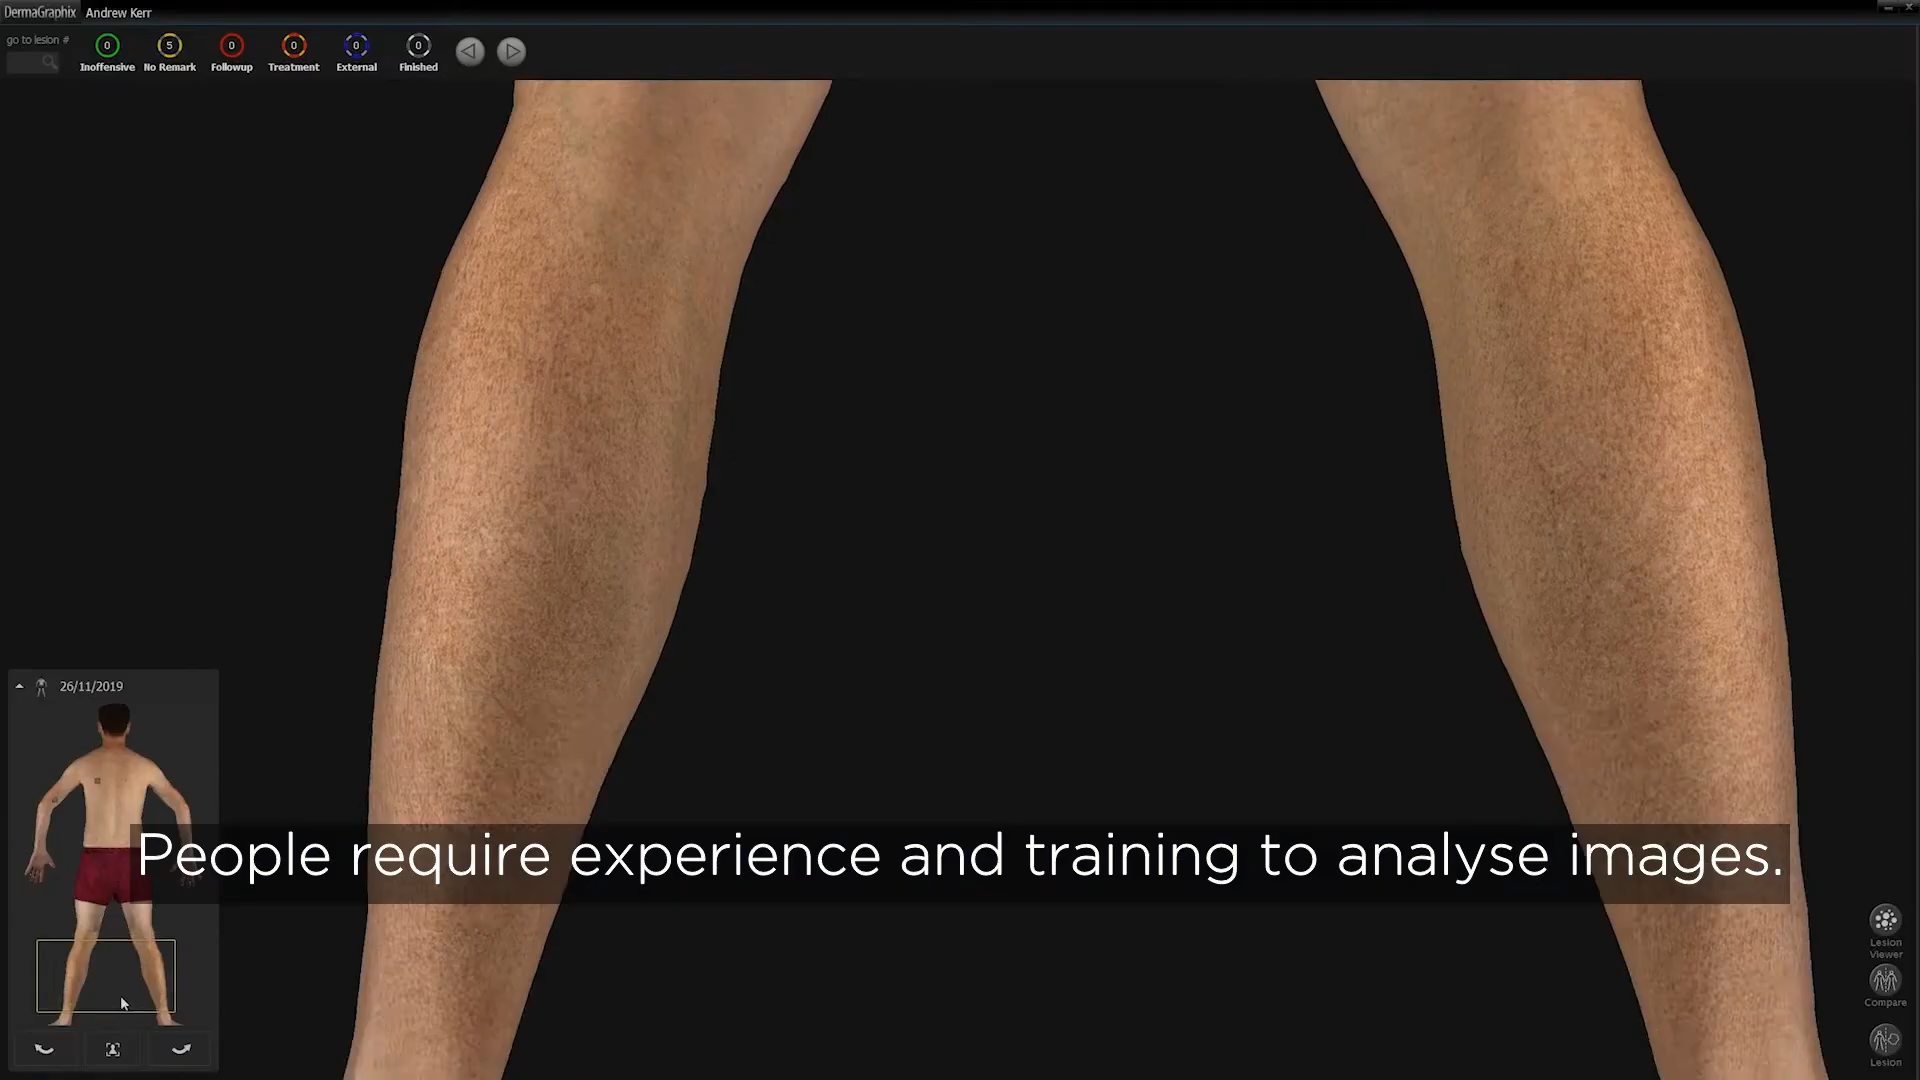 DermaGraphix Andrew Kerr
go to lesion #
0 5 0 0 0 0
Inoffensive No Remark Followup Treatment External Finished
26/11/2019
People require experience and training to analyse images.
Lesion
Viewer
Compare
Lesion